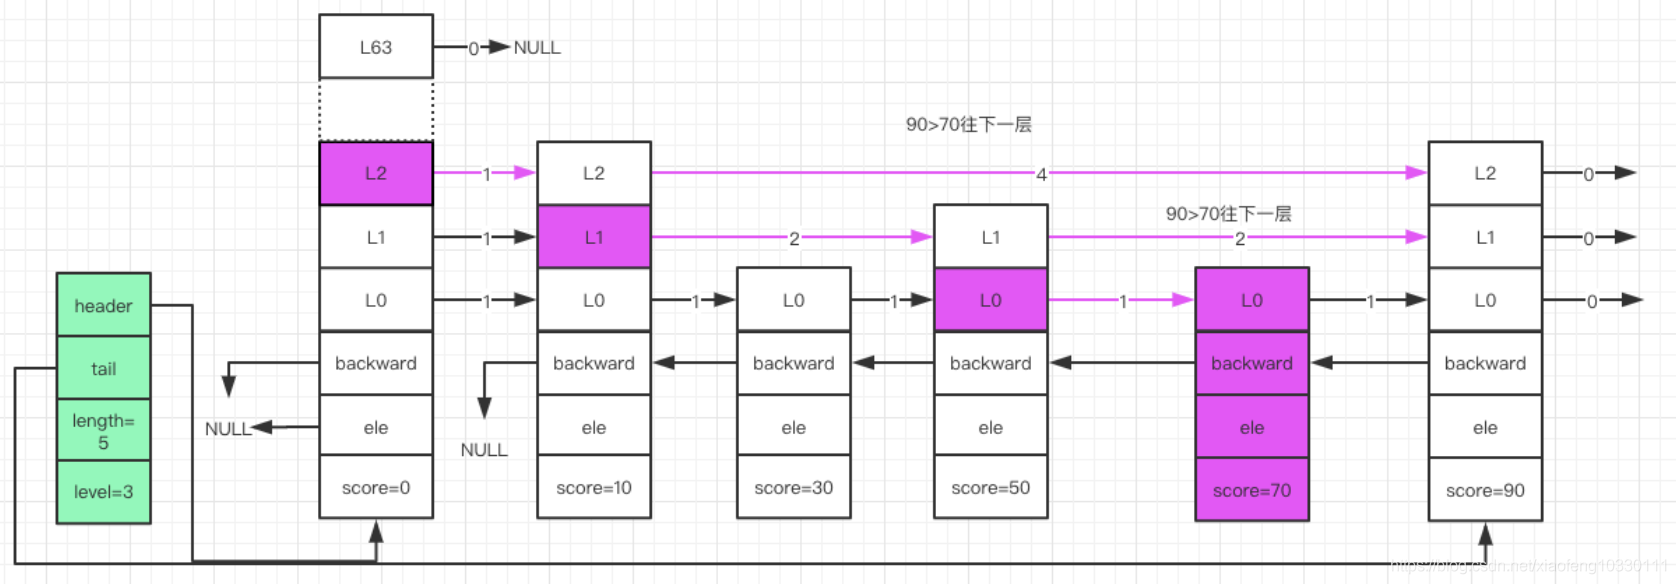 L63
0
NULL
90>70往下一层
L2
1
L2
4
L2
0
90>70往下一层
L1
1
L1
2
L1
2
L1
0
header
L0
1
L0
1
L0
1
L0
1
L0
1
L0
0
tail
backward
backward
backward
backward
backward
backward
length=
5
NULL
ele
NULL
ele
ele
ele
ele
ele
level=3
score=0
score=10
score=30
score=50
score=70
score=90
https://blog.csdn.net/xiaofeng10330111